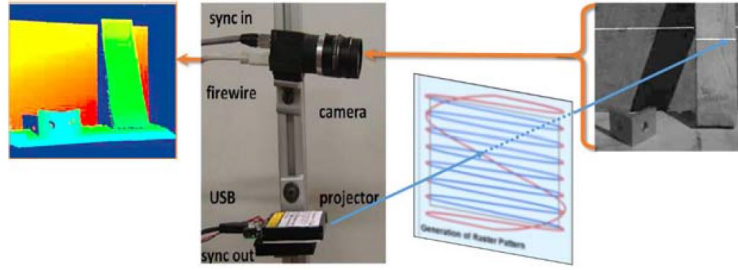 sync in
firewire
camera
USB
projector
sync out
Generation of Raster Pattern